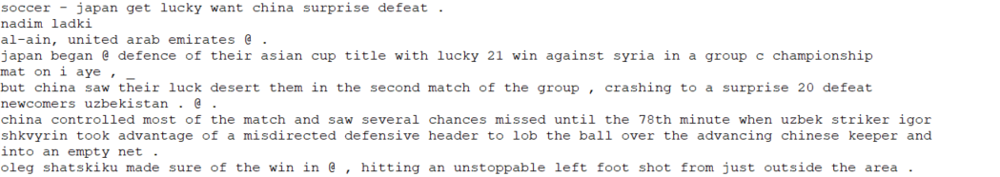 soccer - japan get lucky want china surprise defeat .
nadim ladki
al-ain, united arab emirates @ .
japan began @ defence of their asian cup title with lucky 21 win against syria in a group c championship
mat on i aye , _
but china saw their luck desert them in the second match of the group , crashing to a surprise 20 defeat
newcomers uzbekistan . @ .
china controlled most of the match and saw several chances missed until the 78th minute when uzbek striker igor
shkvyrin took advantage of a misdirected defensive header to lob the ball over the advancing chinese keeper and
into an empty net .
oleg shatskiku made sure of the win in @ , hitting an unstoppable left foot shot from just outside the area .